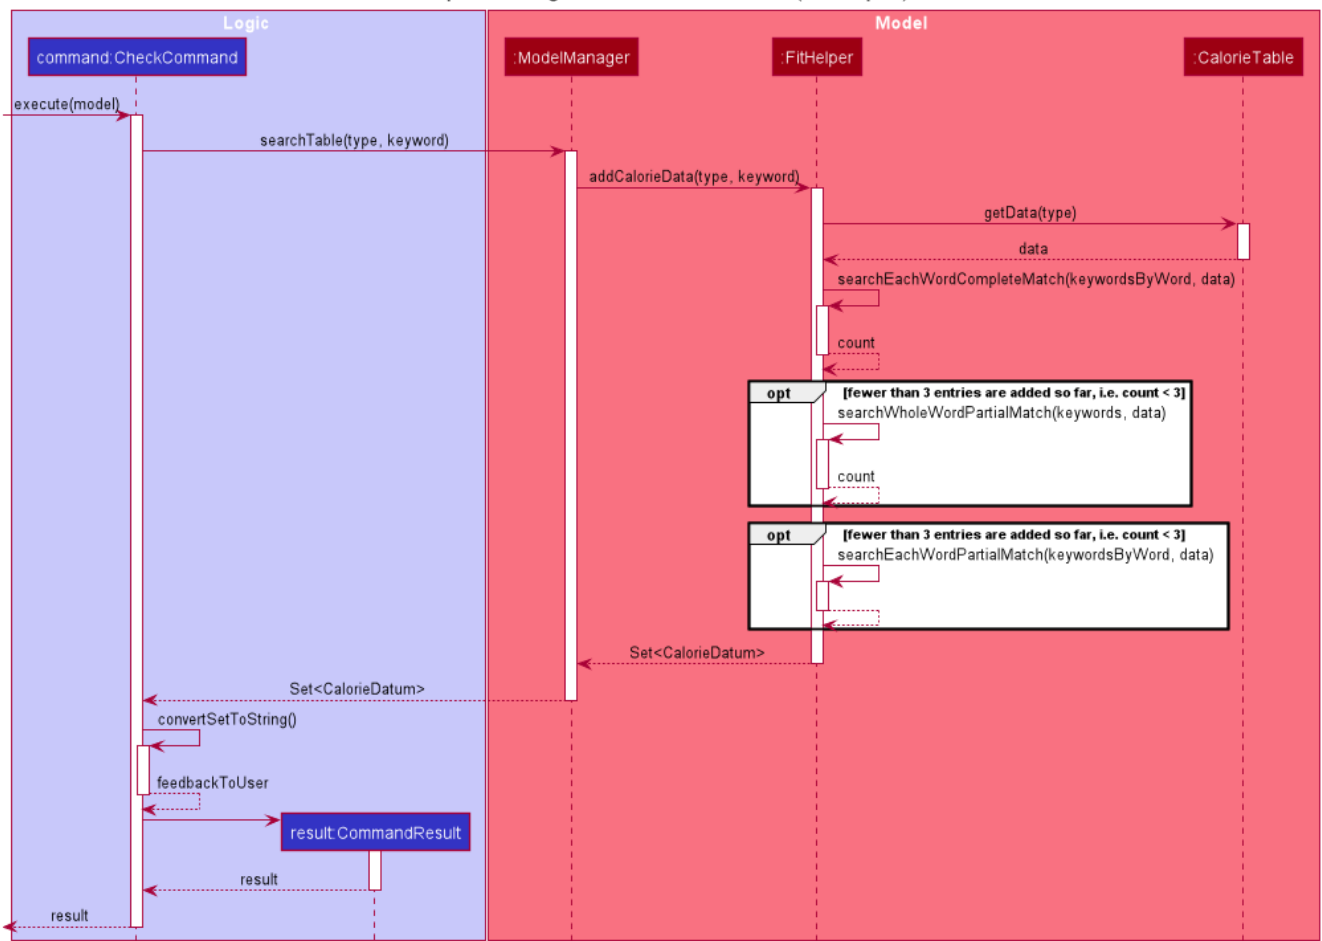 Logic
Model
command:CheckCommand
:ModelManager
:FitHelper
:CalorieTable
execute(model)
searchTable(type, keyword)
addCalorieData(type, keyword)
getData(type)
data
searchEachWordCompleteMatch(keywordsByWord, data)
count
opt
[fewer than 3 entries are added so far, i.e. count < 3]
searchWholeWordPartialMatch(keywords, data)
count
opt
[fewer than 3 entries are added so far, i.e. count < 3]
searchEachWordPartialMatch(keywordsByWord, data)
Set<CalorieDatum>
Set<CalorieDatum>
convertSetToString()
feedbackToUser
result:CommandResult
result
result